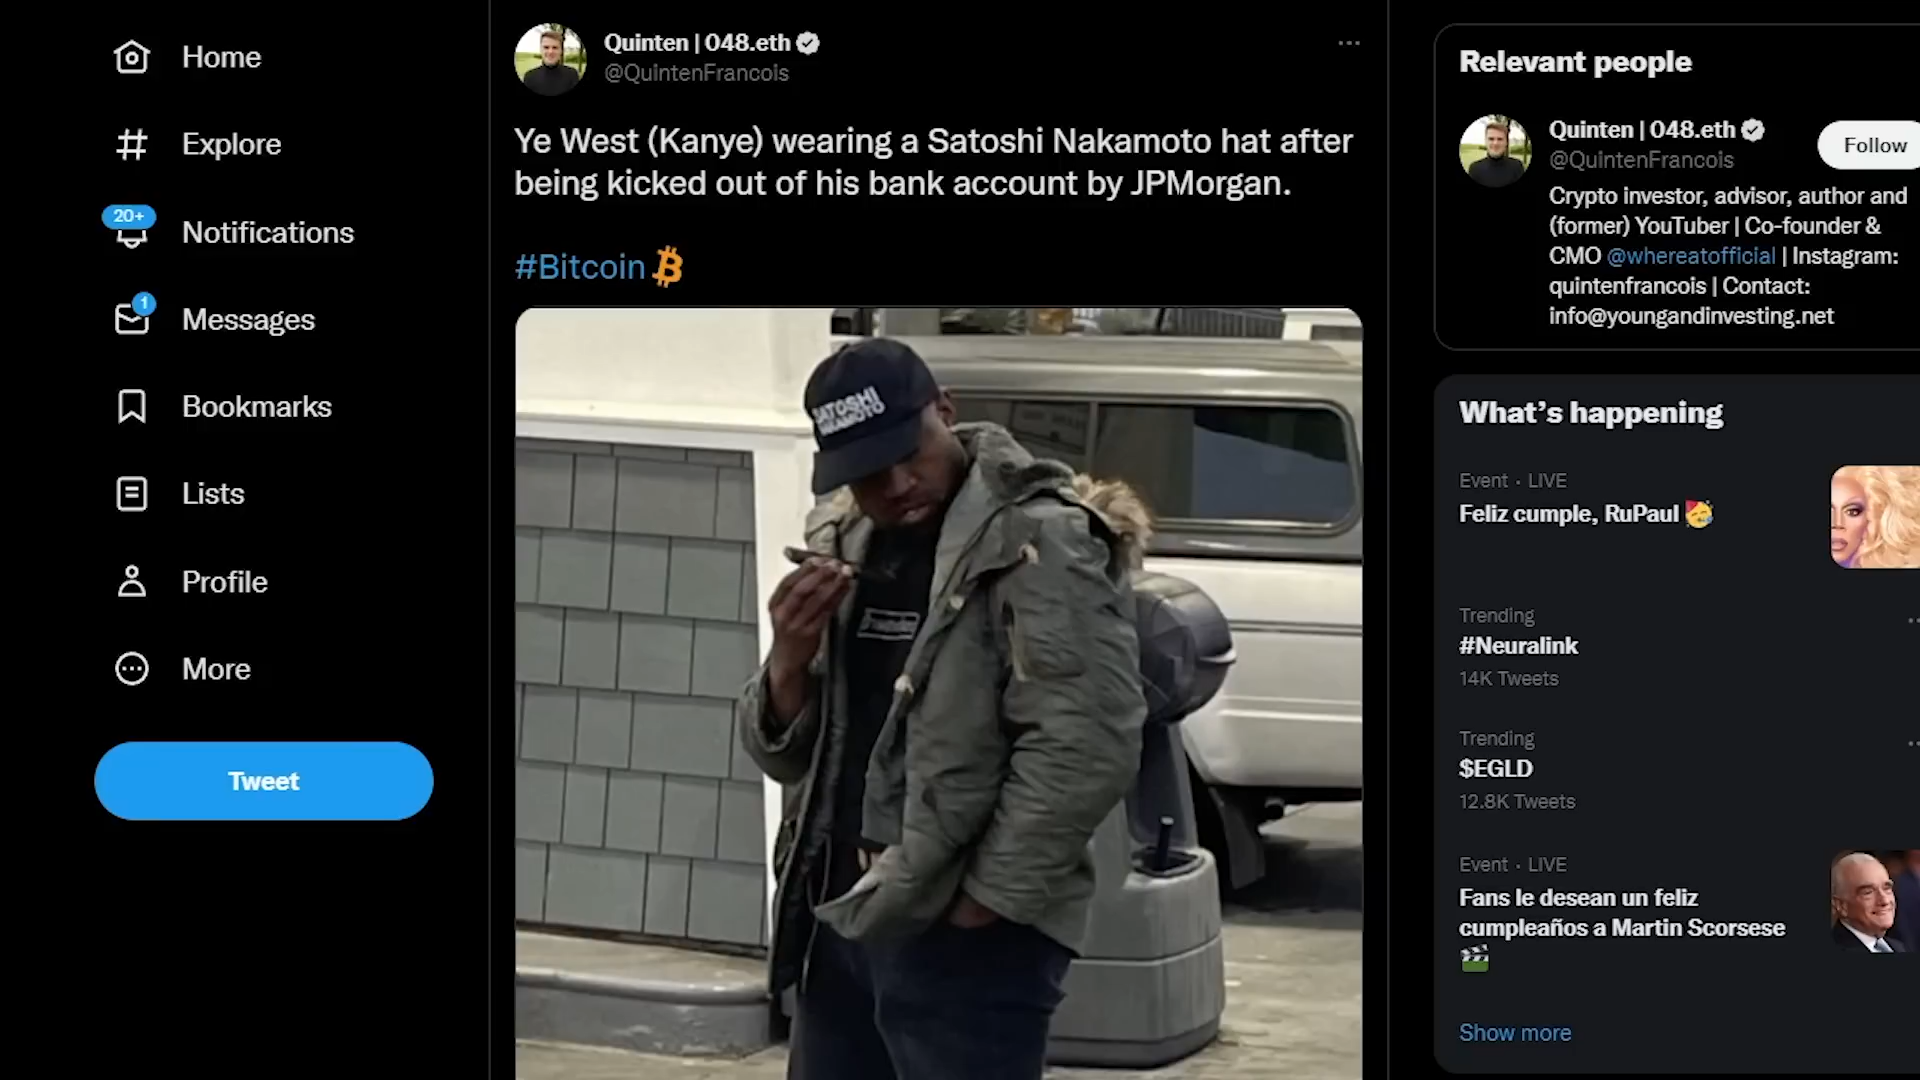 Home
Explore
20+
Notifications
1
Messages
Bookmarks
Lists
Profile
More
Tweet
Quinten | 048.eth
@QuintenFrancois
Ye West (Kanye) wearing a Satoshi Nakamoto hat after
being kicked out of his bank account by JPMorgan.
#Bitcoin
SATOSHI
NAKAMOTO
Relevant people
Quinten | 048.eth
@QuintenFrancois
Follow
Crypto investor, advisor, author and
(former) YouTuber | Co-founder &
CMO @whereatofficial | Instagram:
quintenfrancois | Contact:
info@youngandinvesting.net
What's happening
Event · LIVE
Feliz cumple, RuPaul
Trending
#Neuralink
14K Tweets
Trending
$EGLD
12.8K Tweets
Event · LIVE
Fans le desean un feliz
cumpleaños a Martin Scorsese
Show more